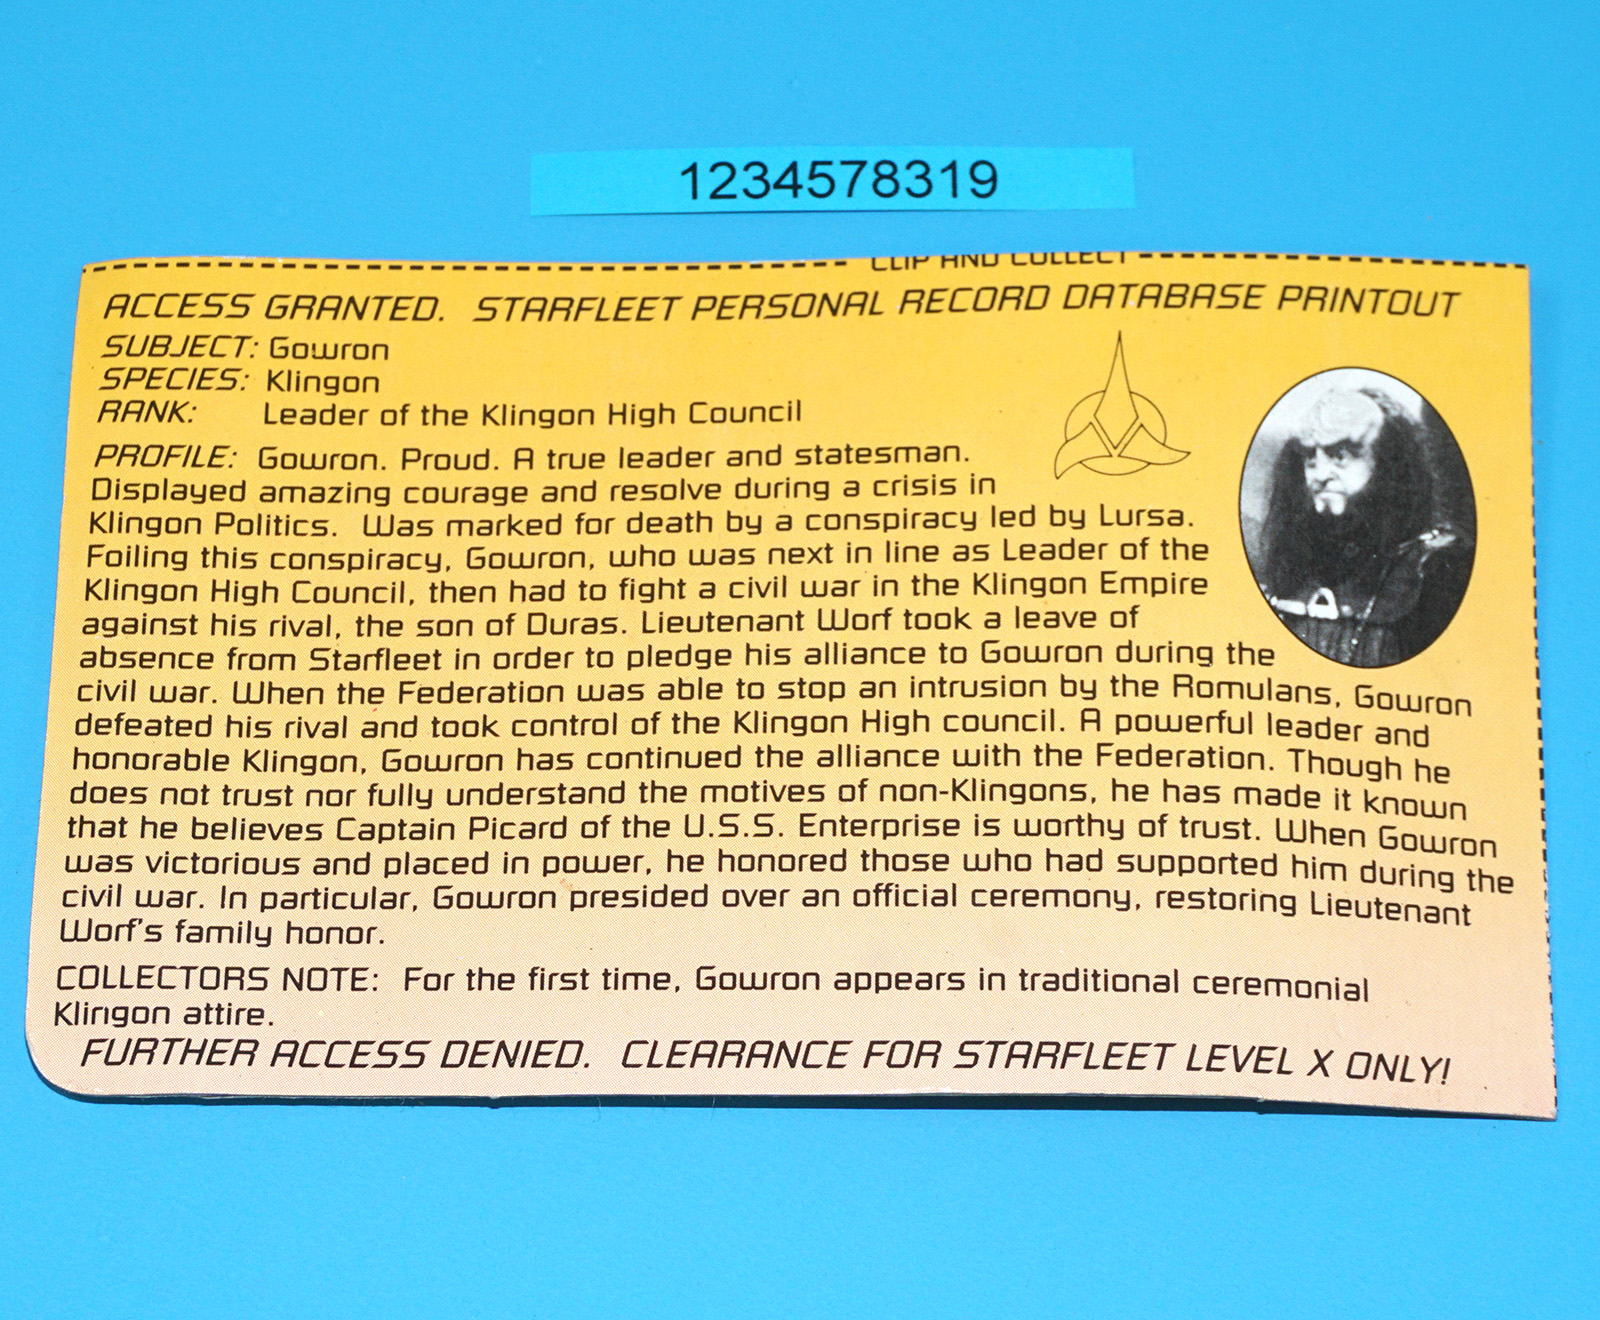 1234578319
CLIP AND COLLECT
ACCESS GRANTED. STARFLEET PERSONAL RECORD DATABASE PRINTOUT
SUBJECT: Gowron
SPECIES: Klingon
RANK: Leader of the Klingon High Council
PROFILE: Gowron. Proud. A true leader and statesman.
Displayed amazing courage and resolve during a crisis in
Klingon Politics. Was marked for death by a conspiracy led by Lursa.
Foiling this conspiracy, Gowron, who was next in line as Leader of the
Klingon High Council, then had to fight a civil war in the Klingon Empire
against his rival, the son of Duras. Lieutenant Worf took a leave of
absence from Starfleet in order to pledge his alliance to Gowron during the
civil war. When the Federation was able to stop an intrusion by the Romulans, Gowron
defeated his rival and took control of the Klingon High council. A powerful leader and
honorable Klingon, Gowron has continued the alliance with the Federation. Though he
does not trust nor fully understand the motives of non-Klingons, he has made it known
that he believes Captain Picard of the U.S.S. Enterprise is worthy of trust. When Gowron
was victorious and placed in power, he honored those who had supported him during the
civil war. In particular, Gowron presided over an official ceremony, restoring Lieutenant
Worf's family honor.
COLLECTORS NOTE: For the first time, Gowron appears in traditional ceremonial
Klingon attire.
FURTHER ACCESS DENIED. CLEARANCE FOR STARFLEET LEVEL X ONLY!